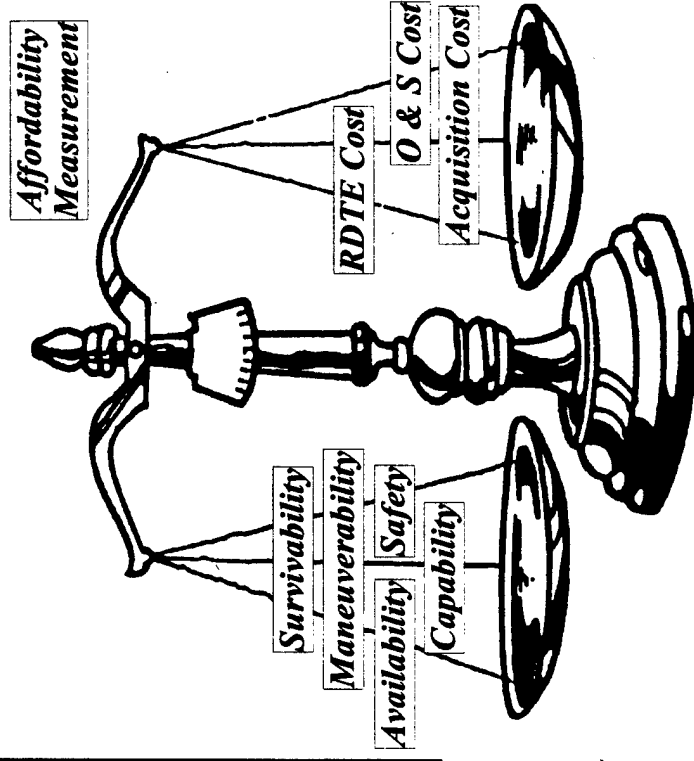 Affordability
Measurement
Survivability
Maneuverability
Availability
Safety
Capability
RDTE Cost
O & S Cost
Acquisition Cost